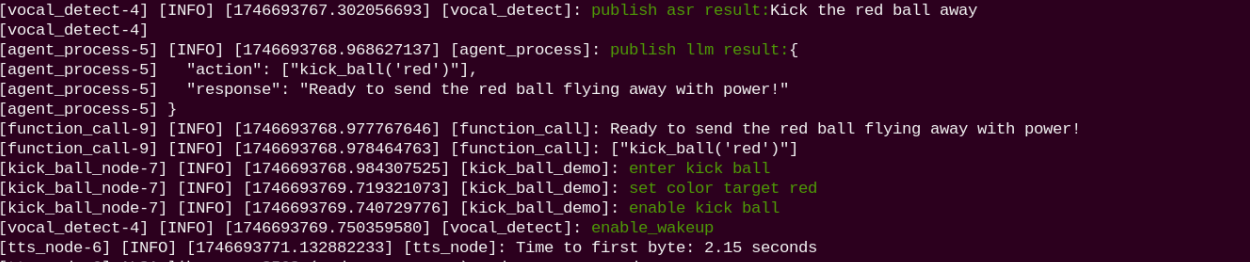 [vocal_detect-4] [INFO] [1746693767.302056693] [vocal_detect]: publish asr result:Kick the red ball away
[vocal_detect-4]
[agent_process-5] [INFO] [1746693768.968627137] [agent_process]: publish llm result:{
[agent_process-5]   "action": ["kick_ball('red')"],
[agent_process-5]   "response": "Ready to send the red ball flying away with power!"
[agent_process-5] }
[function_call-9] [INFO] [1746693768.977767646] [function_call]: Ready to send the red ball flying away with power!
[function_call-9] [INFO] [1746693768.978464763] [function_call]: ["kick_ball('red')"]
[kick_ball_node-7] [INFO] [1746693768.984307525] [kick_ball_demo]: enter kick ball
[kick_ball_node-7] [INFO] [1746693769.719321073] [kick_ball_demo]: set color target red
[kick_ball_node-7] [INFO] [1746693769.740729776] [kick_ball_demo]: enable kick ball
[vocal_detect-4] [INFO] [1746693769.750359580] [vocal_detect]: enable_wakeup
[tts_node-6] [INFO] [1746693771.132882233] [tts_node]: Time to first byte: 2.15 seconds